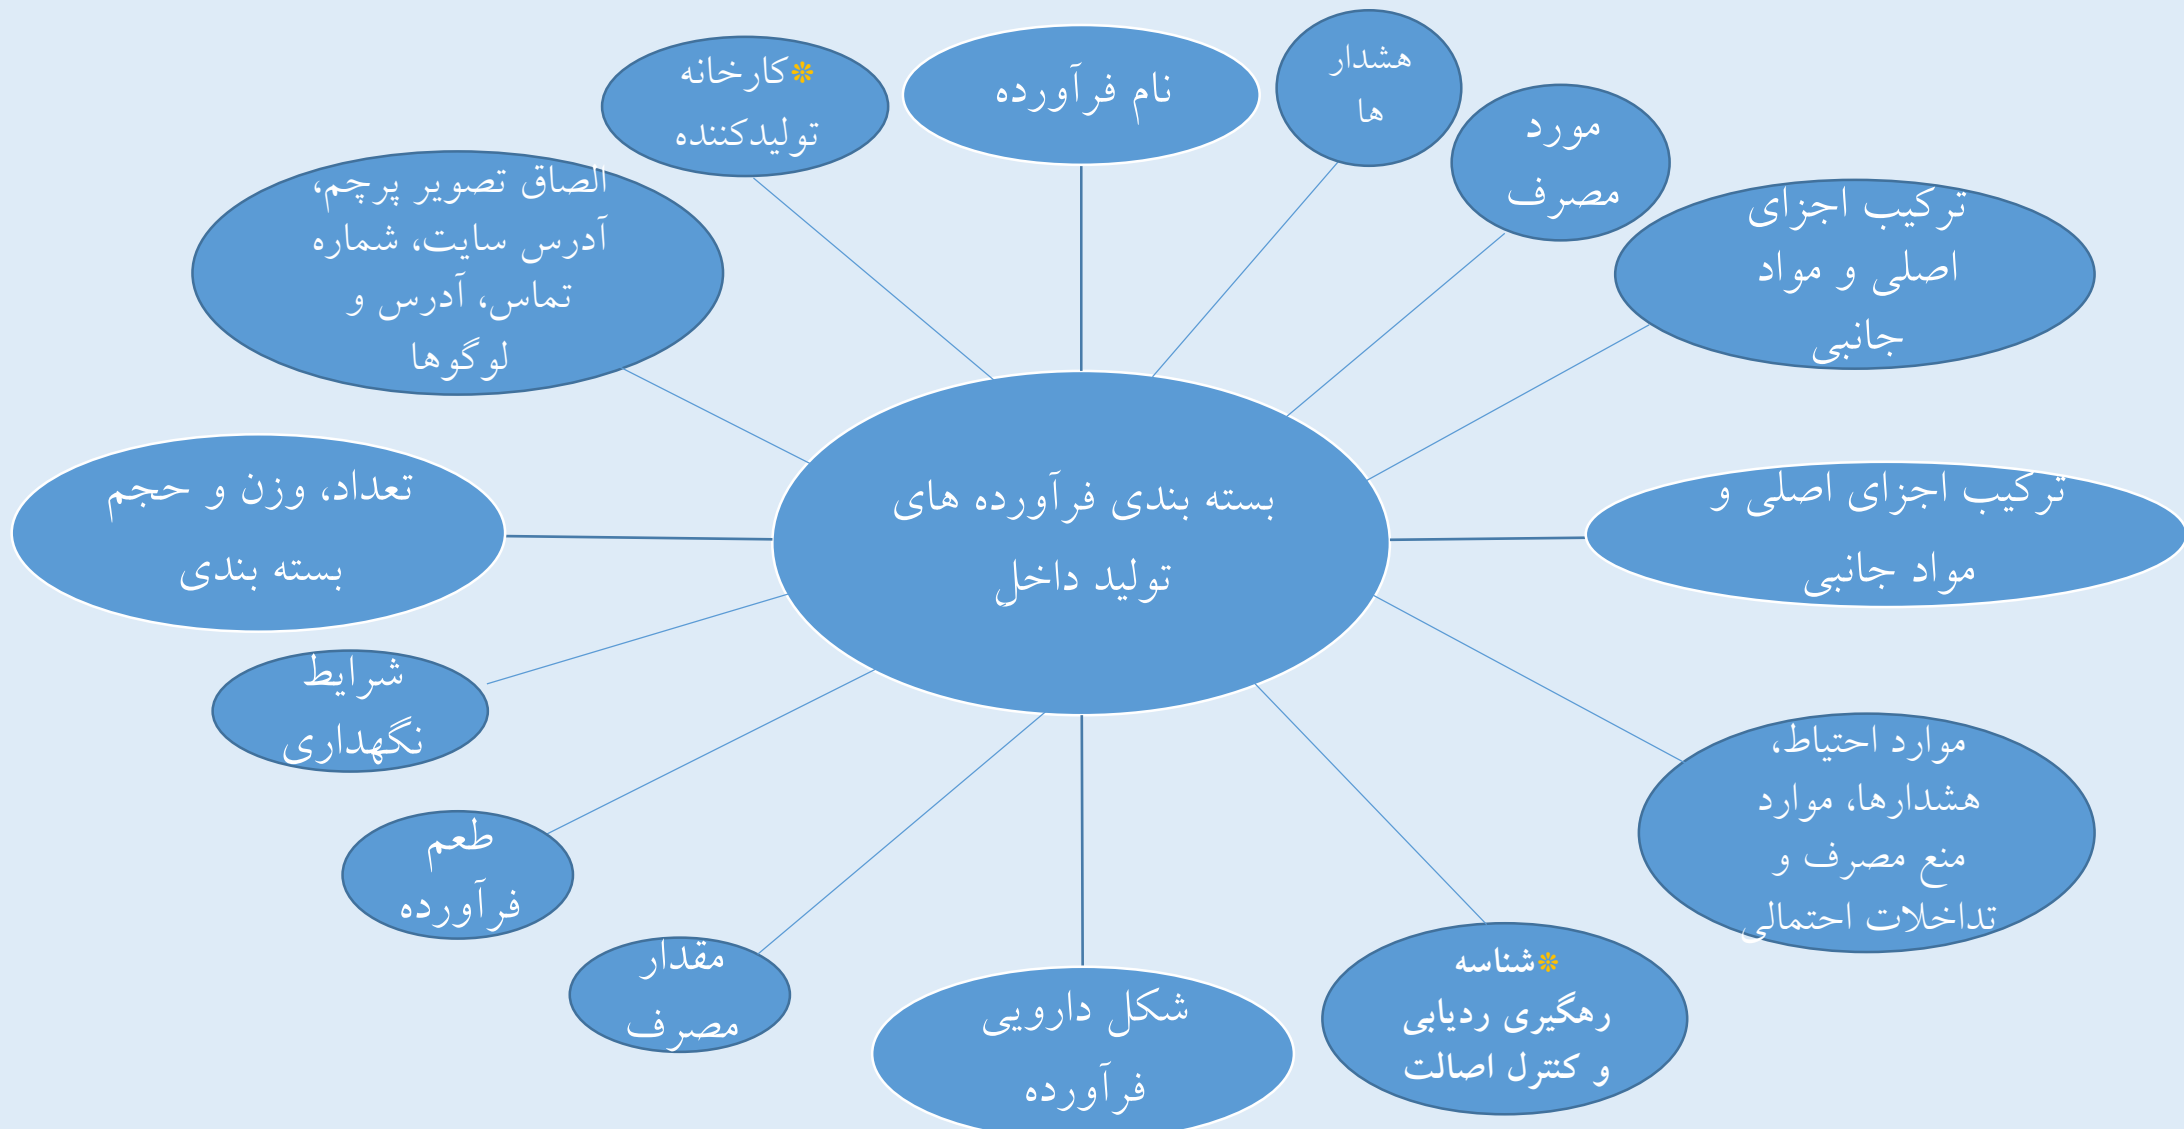 هشدار
ها
نام فرآورده
❊کارخانه
تولیدکننده
مورد
مصرف
الصاق تصویر پرچم،
آدرس سایت، شماره
تماس، آدرس و
لوگوها
ترکیب اجزای
اصلی و مواد
جانبی
بسته بندی فرآورده های
تولید داخل
ترکیب اجزای اصلی و
مواد جانبی
تعداد، وزن و حجم
بسته بندی
شرایط
نگهداری
موارد احتیاط،
هشدارها، موارد
منع مصرف و
تداخلات احتمالی
طعم
فرآورده
❊شناسه
رهگیری ردیابی
و کنترل اصالت
مقدار
مصرف
شکل دارویی
فرآورده